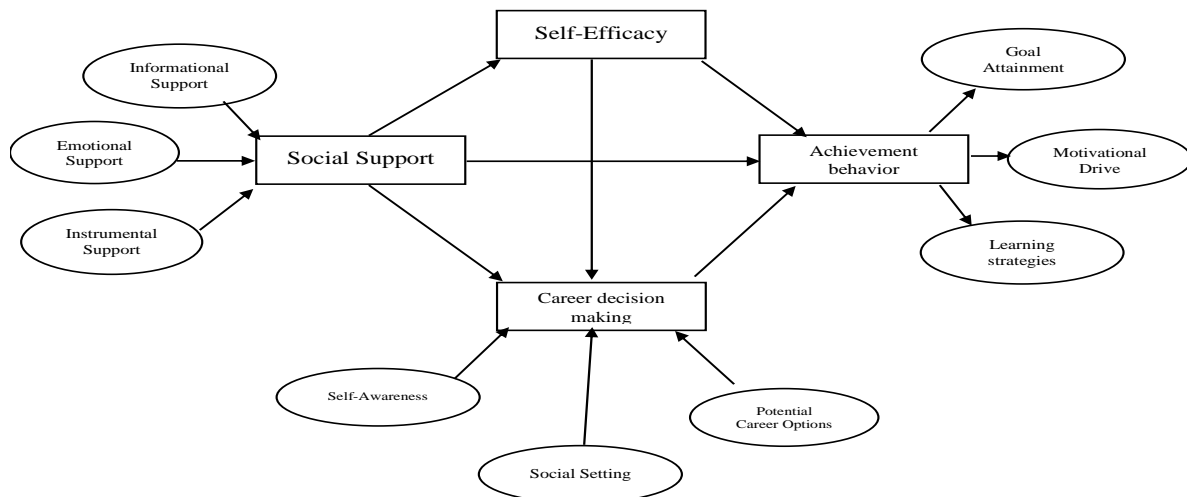 Self-Efficacy
Goal
Attainment
Informational
Support
Emotional
Support
Social Support
Achievement
behavior
Motivational
Drive
Instrumental
Support
Learning
strategies
Career decision
making
Self-Awareness
Potential
Career Options
Social Setting